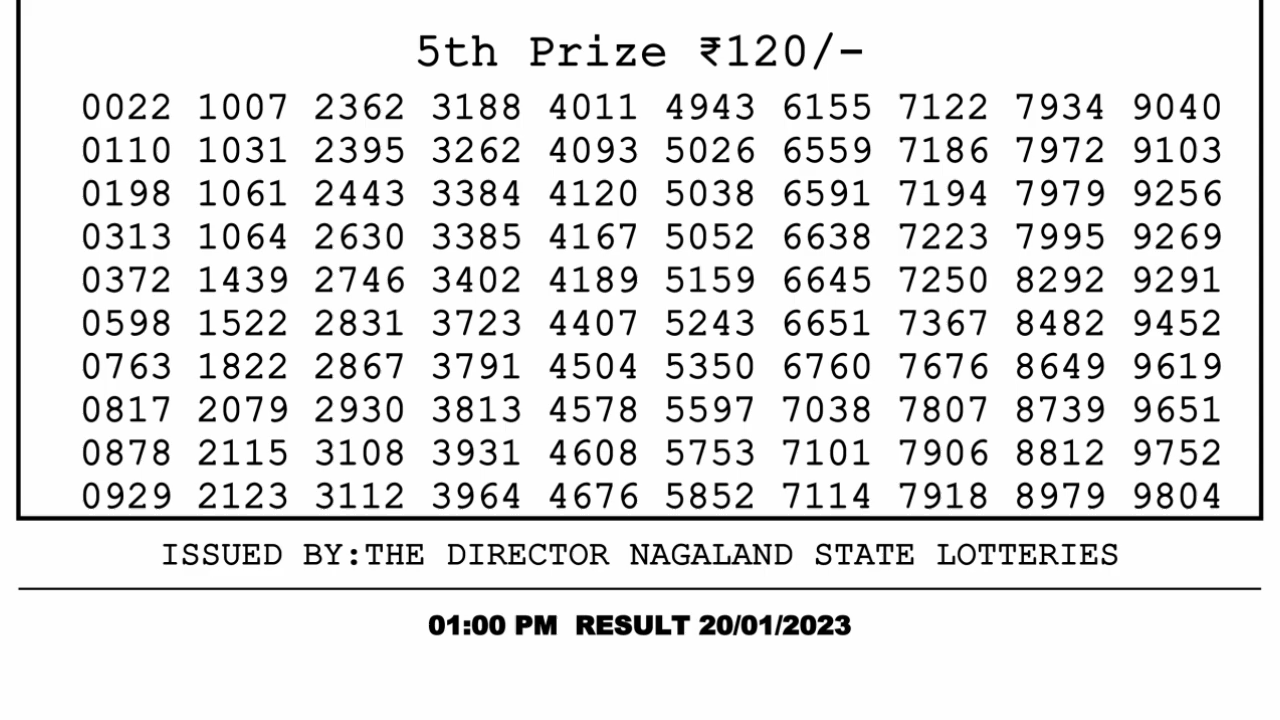 5th Prize ₹120/-
0022 1007 2362 3188 4011 4943 6155 7122 7934 9040
0110 1031 2395 3262 4093 5026 6559 7186 7972 9103
0198 1061 2443 3384 4120 5038 6591 7194 7979 9256
0313 1064 2630 3385 4167 5052 6638 7223 7995 9269
0372 1439 2746 3402 4189 5159 6645 7250 8292 9291
0598 1522 2831 3723 4407 5243 6651 7367 8482 9452
0763 1822 2867 3791 4504 5350 6760 7676 8649 9619
0817 2079 2930 3813 4578 5597 7038 7807 8739 9651
0878 2115 3108 3931 4608 5753 7101 7906 8812 9752
0929 2123 3112 3964 4676 5852 7114 7918 8979 9804
ISSUED BY:THE DIRECTOR NAGALAND STATE LOTTERIES
01:00 PM RESULT 20/01/2023